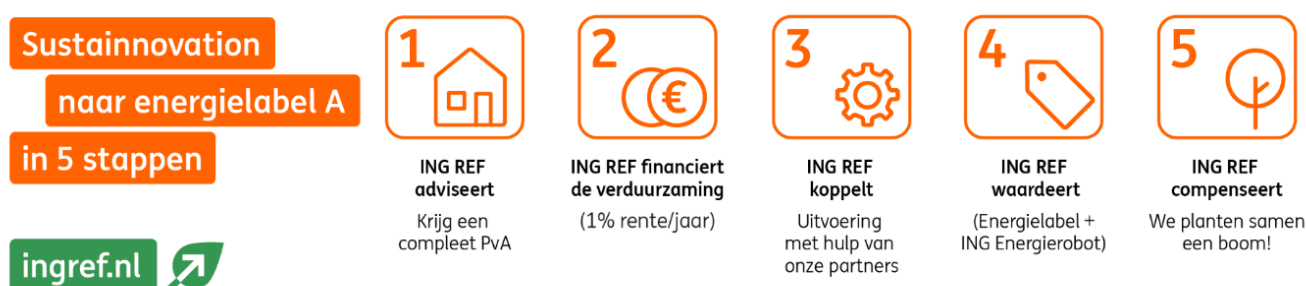 Sustainnovation
naar energielabel A
in 5 stappen
ingref.nl
1
ING REF
adviseert
Krijg een
compleet PvA
2
€
ING REF financiert
de verduurzaming
(1% rente/jaar)
3
ING REF
koppelt
Uitvoering
met hulp van
onze partners
4
ING REF
waardeert
(Energielabel +
ING Energierobot)
5
ING REF
compenseert
We planten samen
een boom!